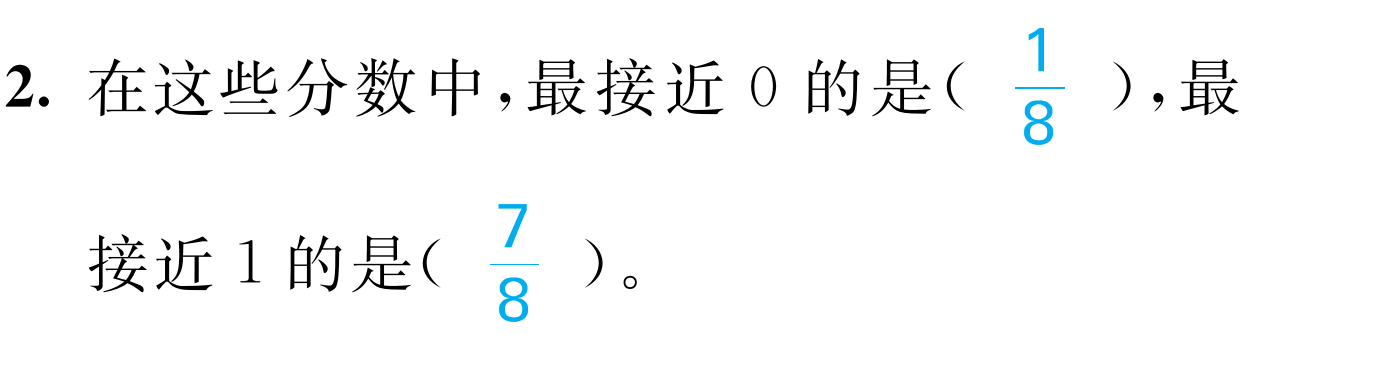 2. 在这些分数中,最接近 0 的是( 1/8 ),最
接近 1 的是( 7/8 )。